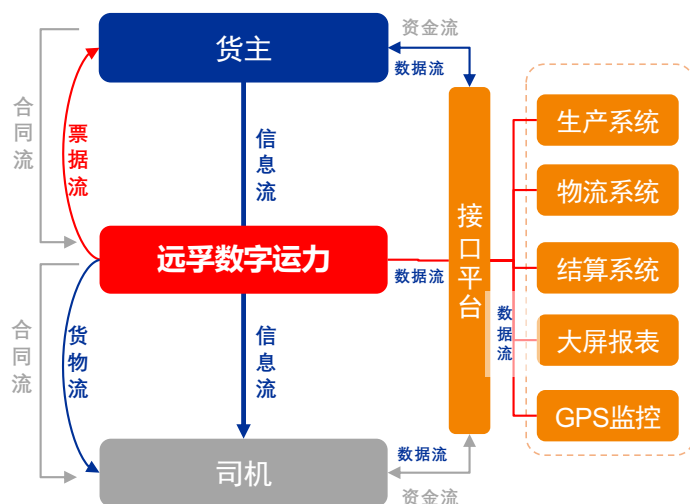 货主
资金流
数据流
合同流
票据流
信息流
生产系统
物流系统
接口平台
远孚数字运力
数据流
结算系统
数据流
大屏报表
合同流
货物流
信息流
GPS监控
司机
数据流
资金流